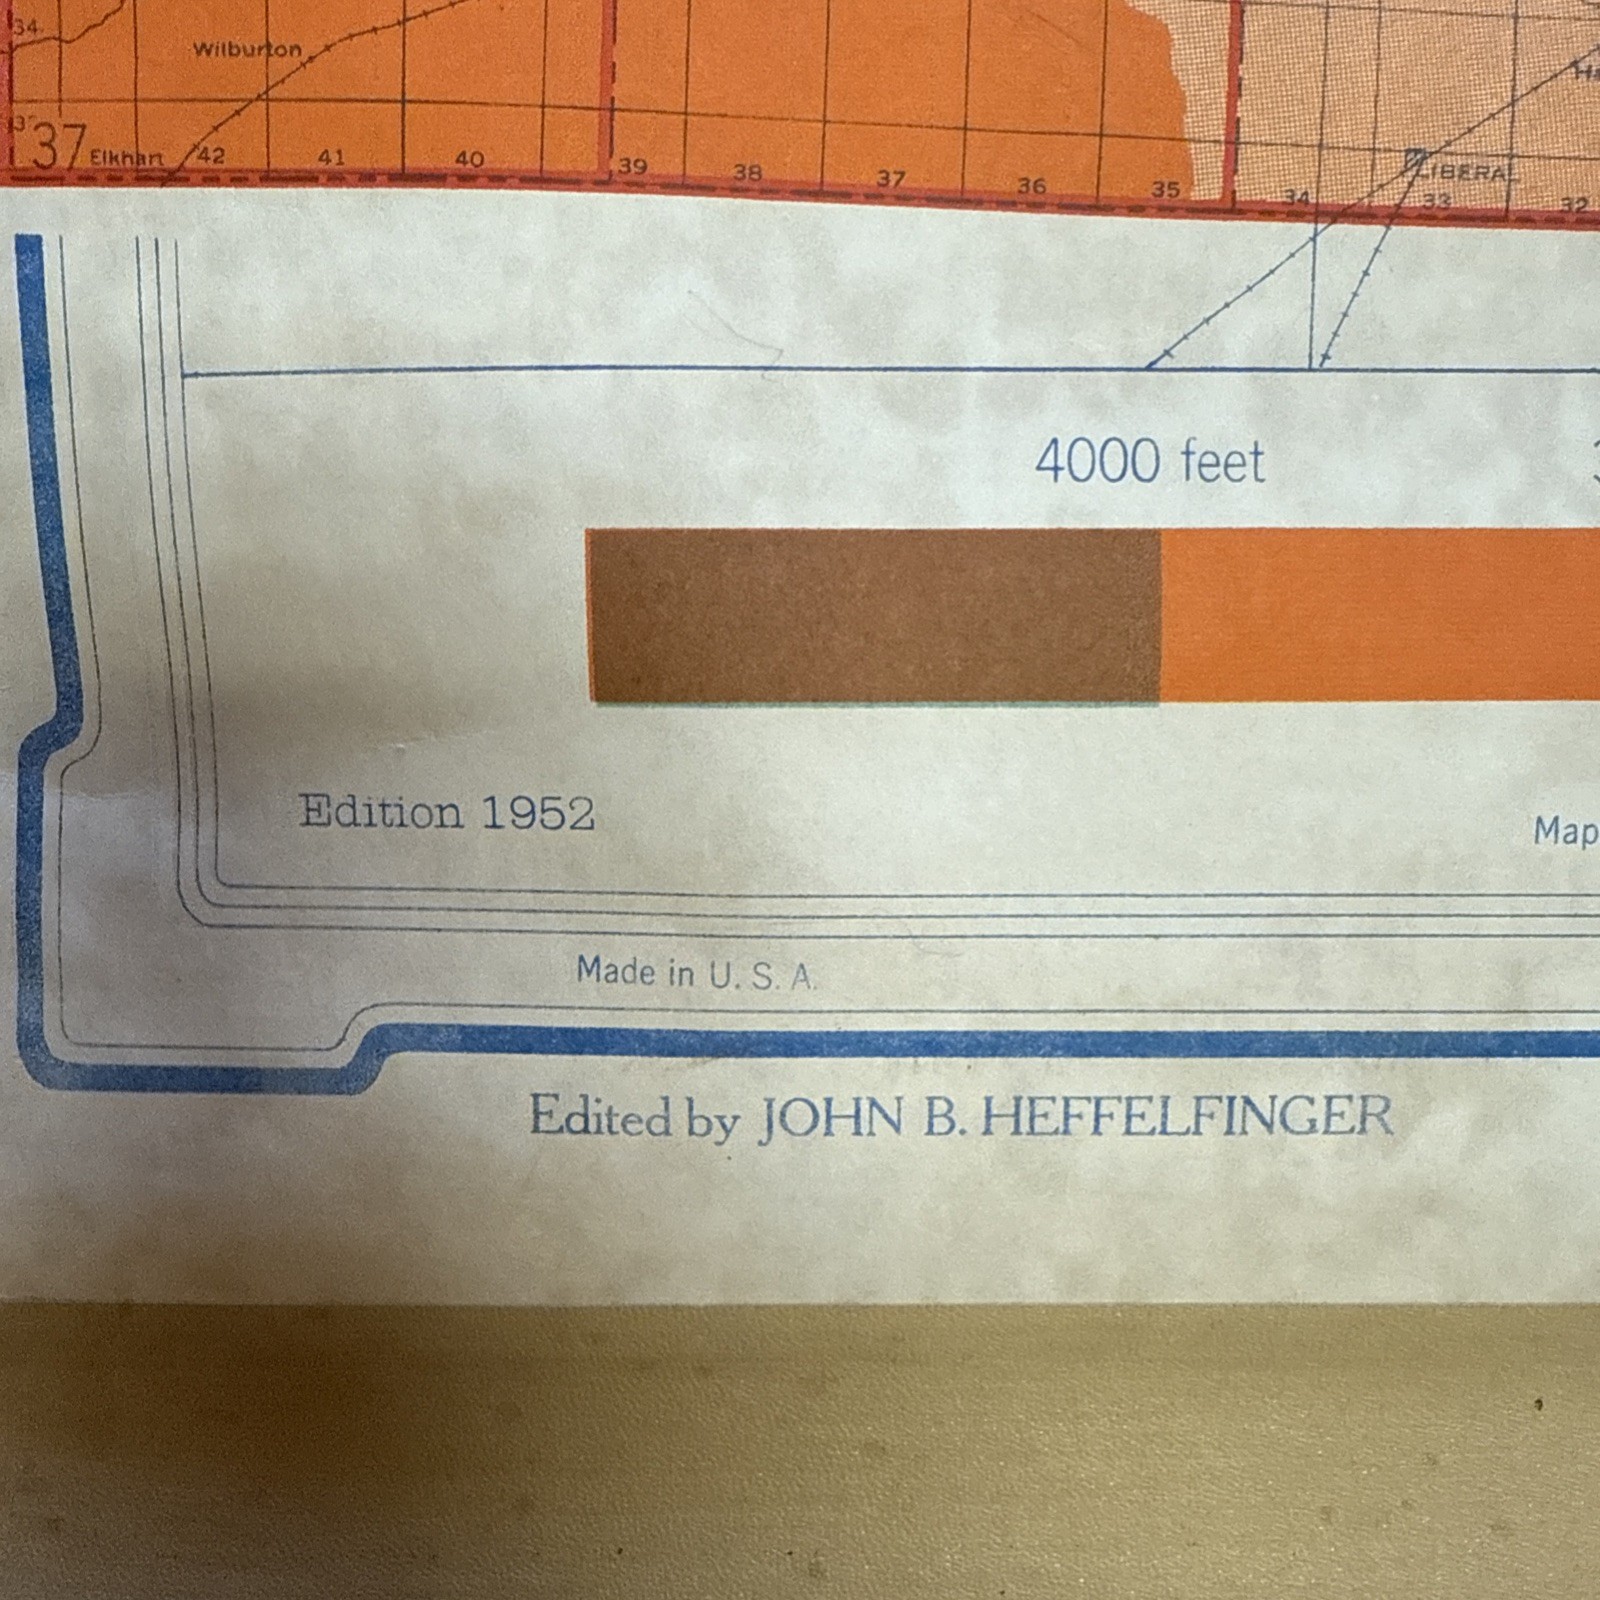 34
Wilburton
37 Elkhart 42 41 40 39 38 37 36 35 34 33 32
LIBERAL
4000 feet
Edition 1952
Map
Made in U. S. A.
Edited by JOHN B. HEFFELFINGER